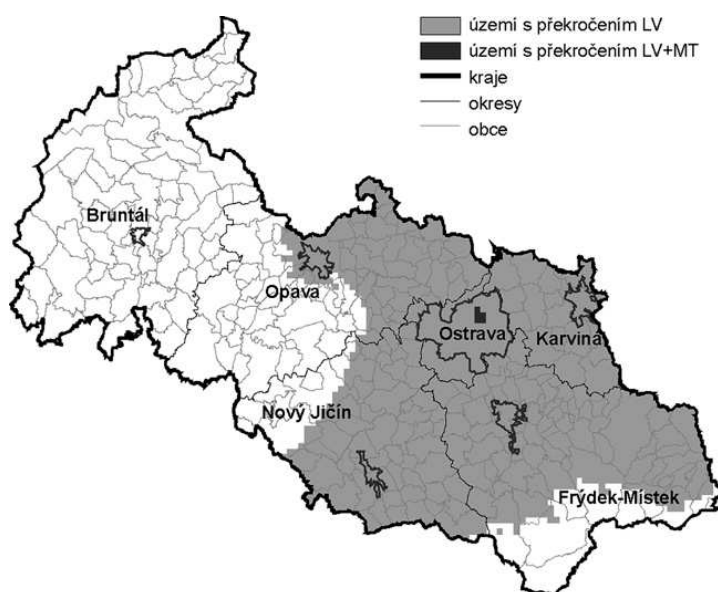 území s překročením LV
území s překročením LV+MT
kraje
okresy
obce
Bruntál
Opava
Ostrava
Karviná
Nový Jičín
Frýdek-Místek